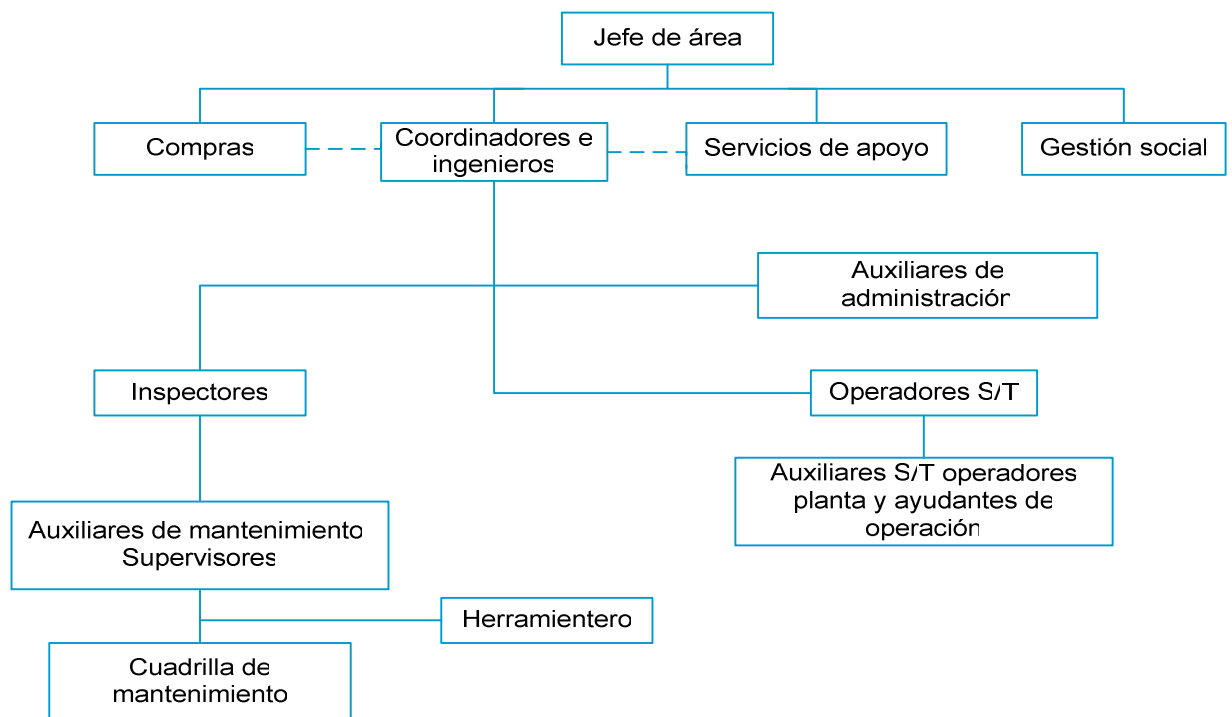 Jefe de área
Compras
Coordinadores e
ingenieros
Servicios de apoyo
Gestión social
Auxiliares de
administración
Inspectores
Operadores S/T
Auxiliares S/T operadores
planta y ayudantes de
operación
Auxiliares de mantenimiento
Supervisores
Herramientero
Cuadrilla de
mantenimiento